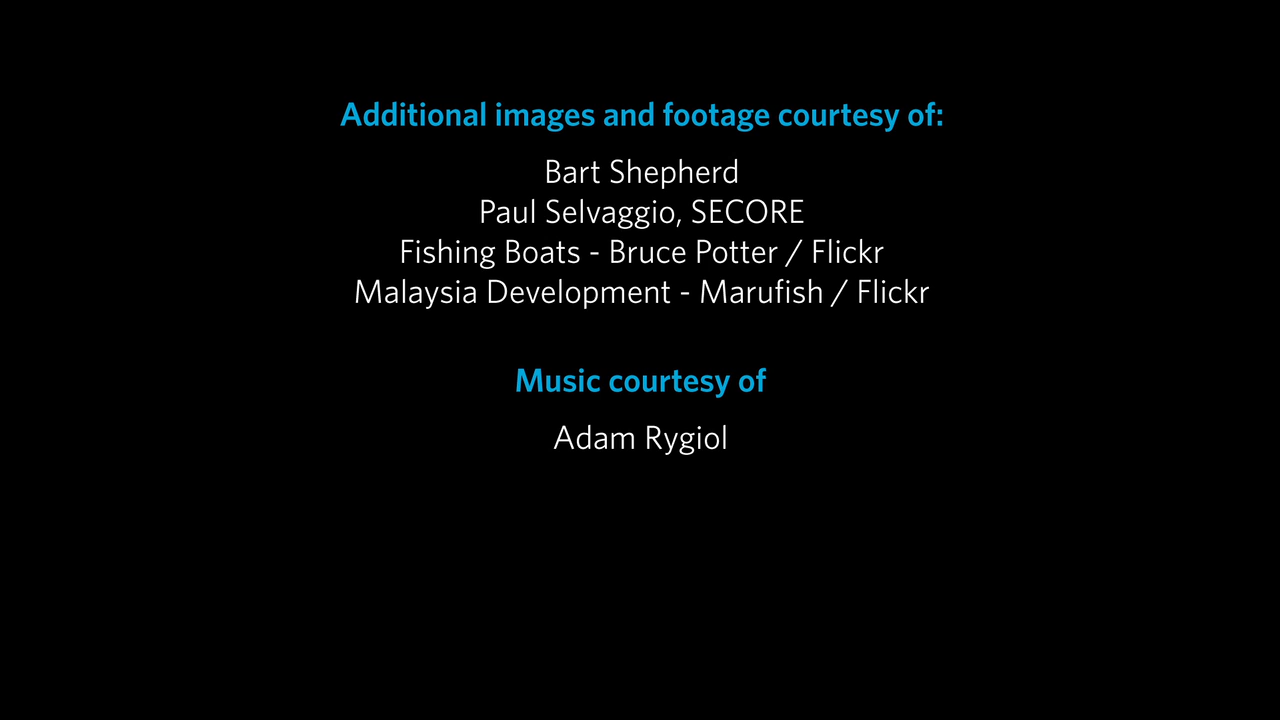 Additional images and footage courtesy of:
Bart Shepherd
Paul Selvaggio, SECORE
Fishing Boats - Bruce Potter / Flickr
Malaysia Development - Marufish / Flickr
Music courtesy of
Adam Rygiol